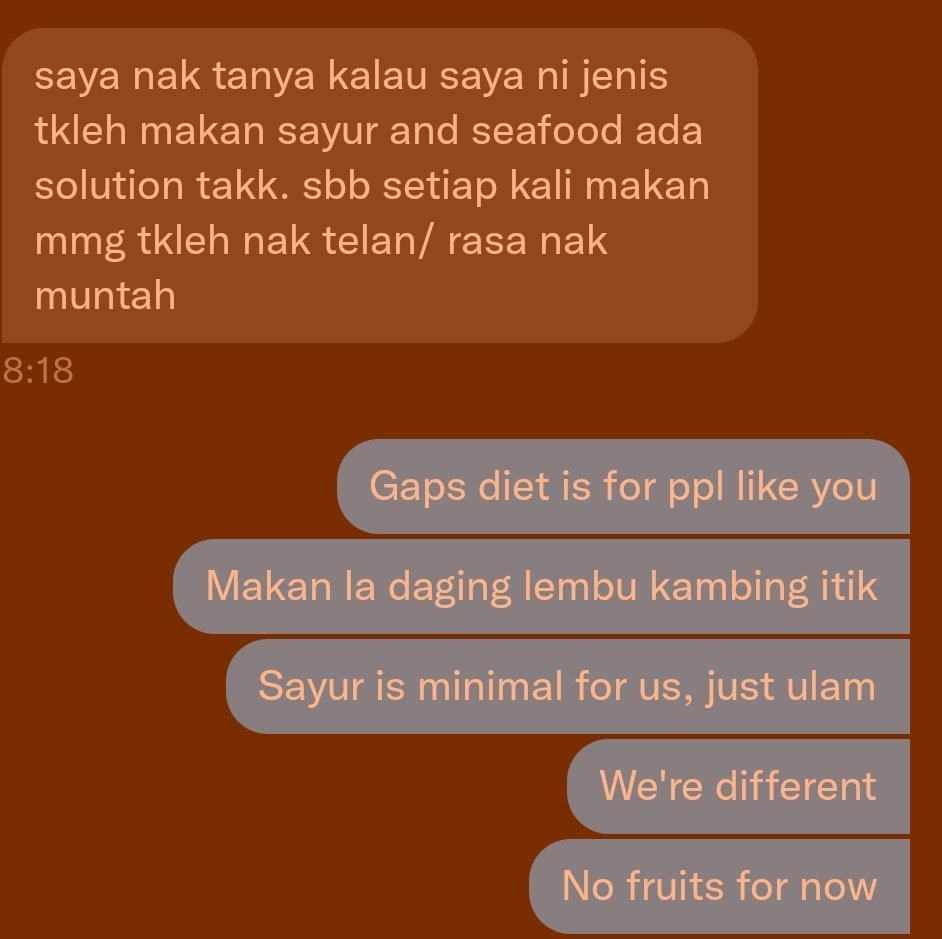 saya nak tanya kalau saya ni jenis
tkleh makan sayur and seafood ada
solution takk. sbb setiap kali makan
mmg tkleh nak telan/ rasa nak
muntah
8:18
Gaps diet is for ppl like you
Makan la daging lembu kambing itik
Sayur is minimal for us, just ulam
We're different
No fruits for now